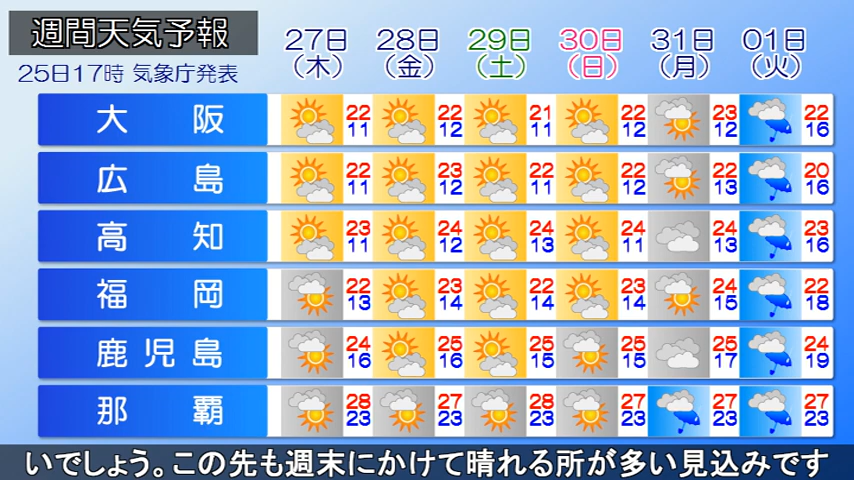 週間天気予報
25日17時 気象庁発表
27日 28日 29日 30日 31日 01日
(木) (金) (土) (日) (月) (火)
大阪 22 11 22 12 21 11 22 12 23 12 22 16
広島 22 11 23 12 22 11 22 12 22 13 20 16
高知 23 11 24 12 24 13 24 11 24 13 23 16
福岡 22 13 23 14 22 14 23 14 24 15 22 18
鹿児島 24 16 25 16 25 15 25 15 25 17 24 19
那覇 28 23 27 23 28 23 27 23 27 23 27 23
いでしょう。この先も週末にかけて晴れる所が多い見込みです